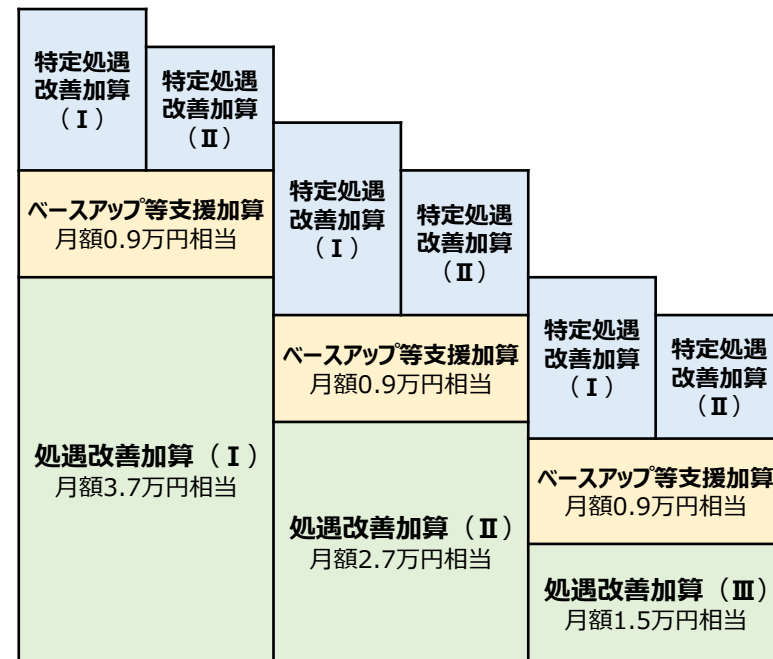 特定処遇
改善加算
（Ⅰ）
特定処遇
改善加算
（Ⅱ）
ベースアップ等支援加算
月額0.9万円相当
処遇改善加算（Ⅰ）
月額3.7万円相当
特定処遇
改善加算
（Ⅰ）
特定処遇
改善加算
（Ⅱ）
ベースアップ等支援加算
月額0.9万円相当
処遇改善加算（Ⅱ）
月額2.7万円相当
特定処遇
改善加算
（Ⅰ）
特定処遇
改善加算
（Ⅱ）
ベースアップ等支援加算
月額0.9万円相当
処遇改善加算（Ⅲ）
月額1.5万円相当